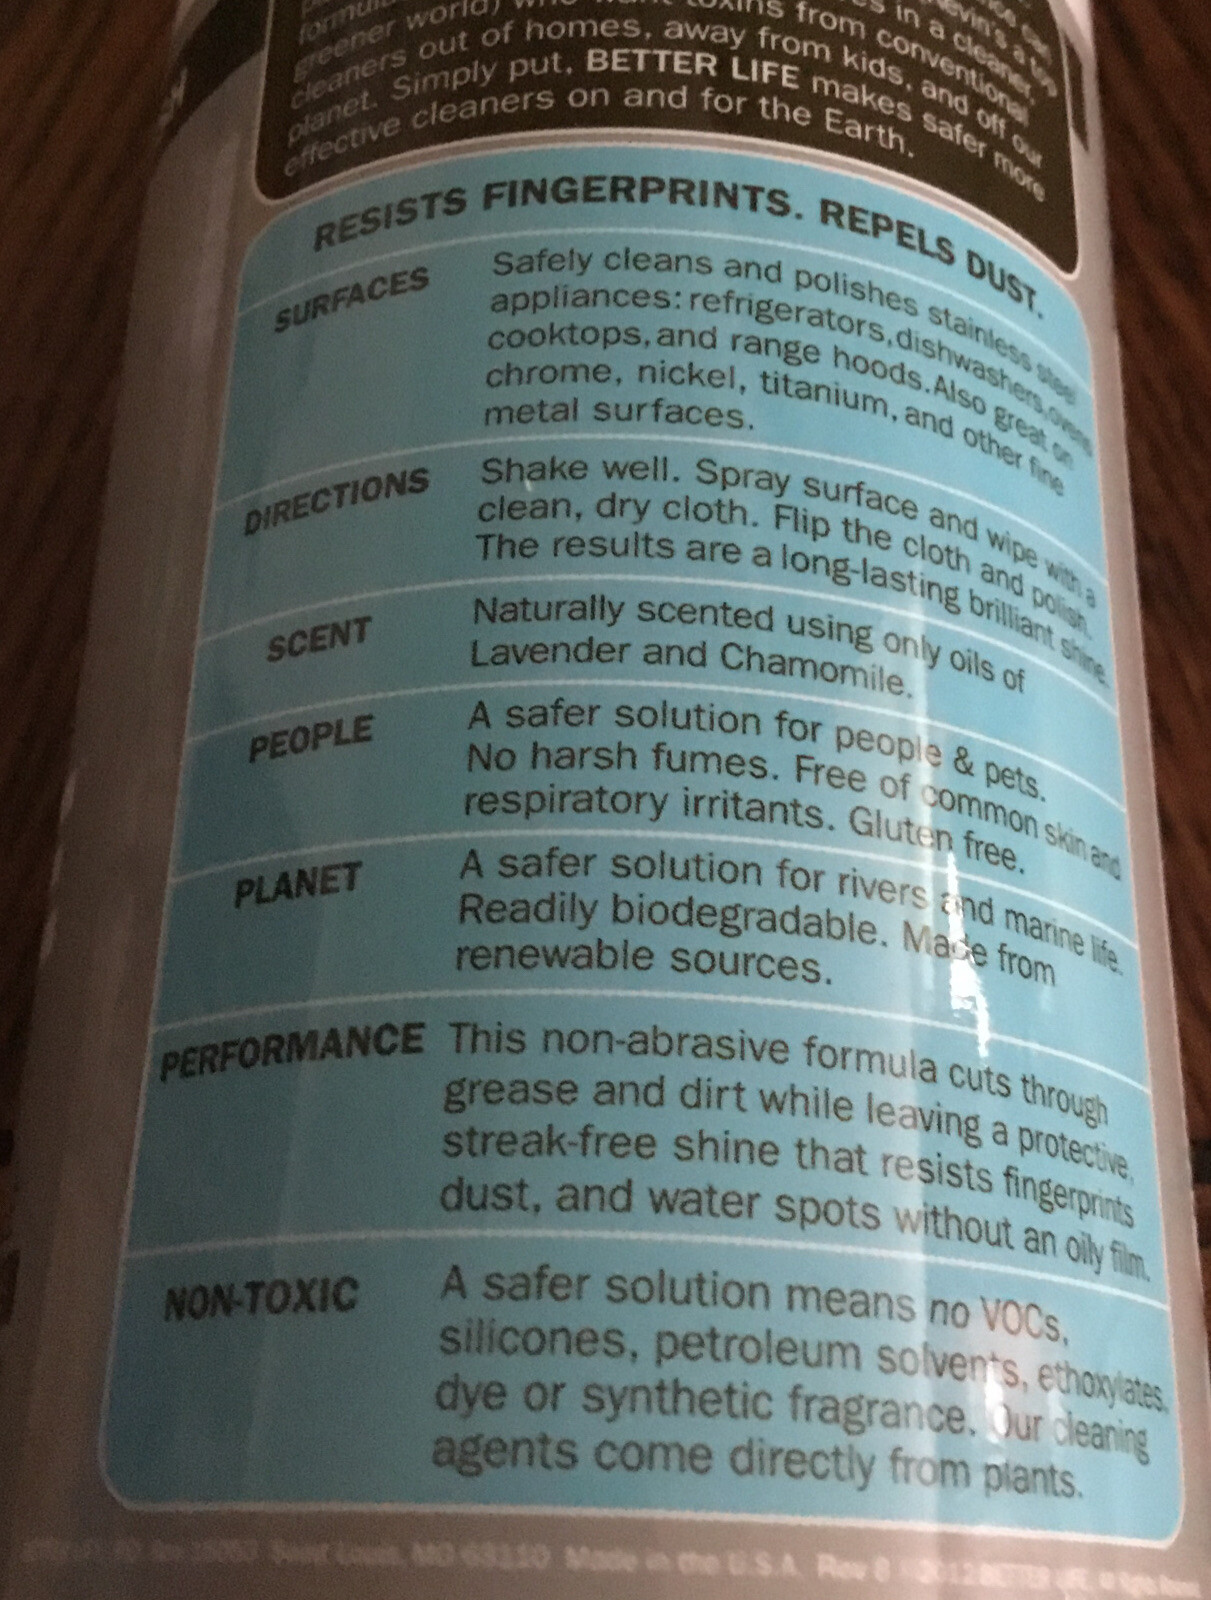 greener world)
cleaners out of homes, away from kids, and off our
planet. Simply put, BETTER LIFE makes safer more
effective cleaners on and for the Earth.
RESISTS FINGERPRINTS. REPELS DUST.
SURFACES
Safely cleans and polishes stainless steel
appliances: refrigerators, dishwashers, ovens
cooktops, and range hoods. Also great on
chrome, nickel, titanium, and other fine
metal surfaces.
DIRECTIONS
Shake well. Spray surface and wipe with a
clean, dry cloth. Flip the cloth and polish.
The results are a long-lasting brilliant shine.
SCENT
Naturally scented using only oils of
Lavender and Chamomile.
PEOPLE
A safer solution for people & pets.
No harsh fumes. Free of common skin and
respiratory irritants. Gluten free.
PLANET
A safer solution for rivers and marine life.
Readily biodegradable. Made from
renewable sources.
PERFORMANCE
This non-abrasive formula cuts through
grease and dirt while leaving a protective,
streak-free shine that resists fingerprints
dust, and water spots without an oily film.
NON-TOXIC
A safer solution means no VOCs,
silicones, petroleum solvents, ethoxylates,
dye or synthetic fragrance. Our cleaning
agents come directly from plants.
Saint Louis, MO 63110 Made in the U.S.A. Rev 8 2012 BETTER LIFE